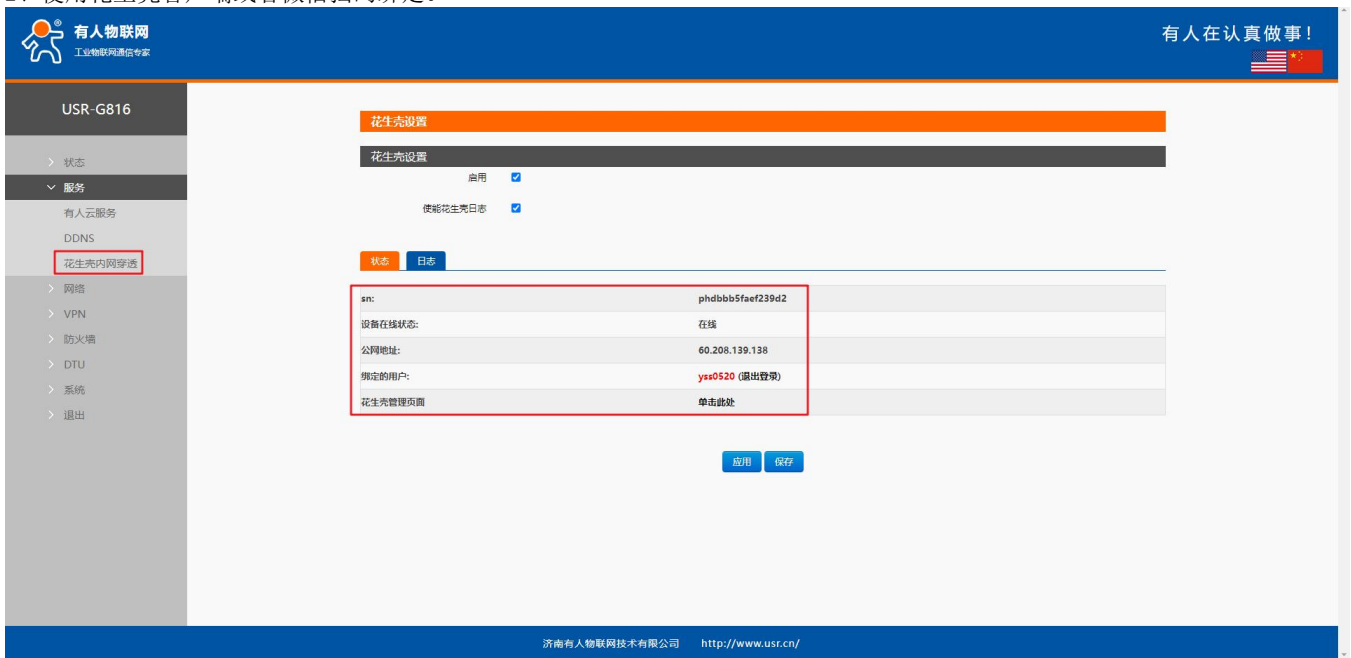 有人物联网
工业物联网通信专家
有人在认真做事！
USR-G816
状态
服务
有人云服务
DDNS
花生壳内网穿透
网络
VPN
防火墙
DTU
系统
退出
花生壳设置
花生壳设置
启用
使能花生壳日志
状态 日志
sn: phdbbb5faef239d2
设备在线状态: 在线
公网地址: 60.208.139.138
绑定的用户: yss0520 (退出登录)
花生壳管理页面 单击此处
应用 保存
济南有人物联网技术有限公司 http://www.usr.cn/